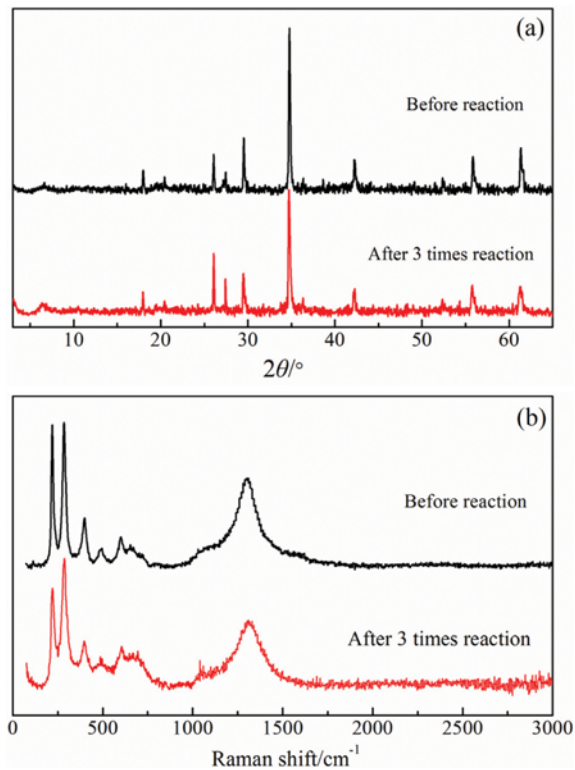 (a)
Before reaction
After 3 times reaction
10 20 30 40 50 60
2θ/°
(b)
Before reaction
After 3 times reaction
0 500 1000 1500 2000 2500 3000
Raman shift/cm⁻¹